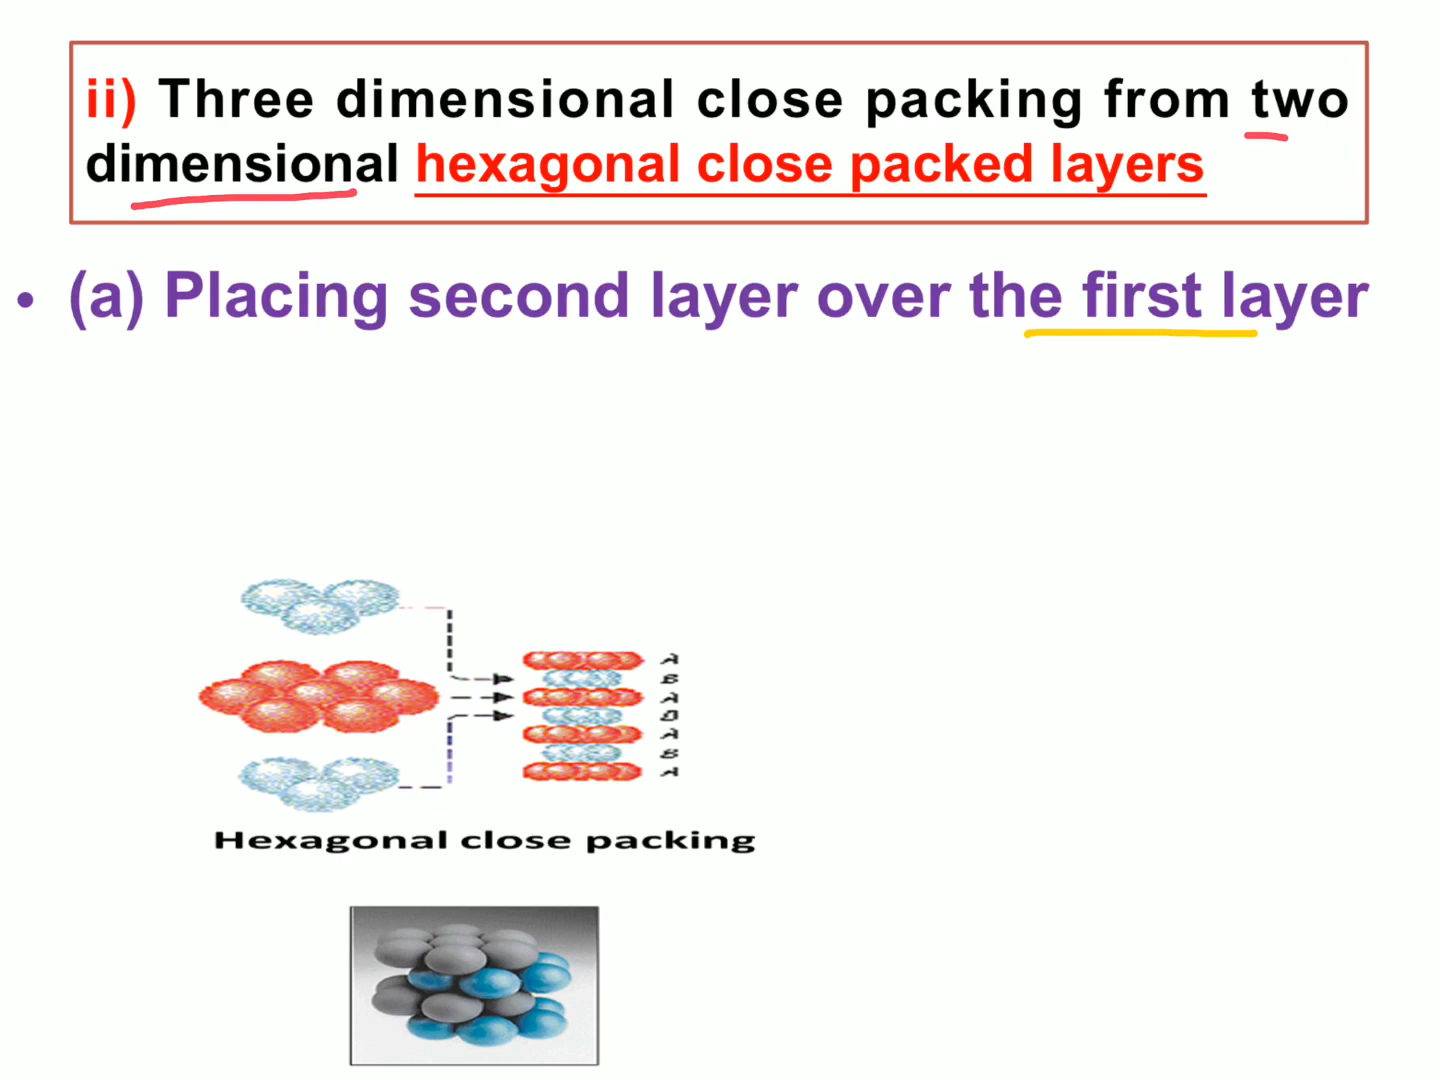 ii) Three dimensional close packing from two
dimensional hexagonal close packed layers
• (a) Placing second layer over the first layer
A
B
A
B
A
B
A
Hexagonal close packing